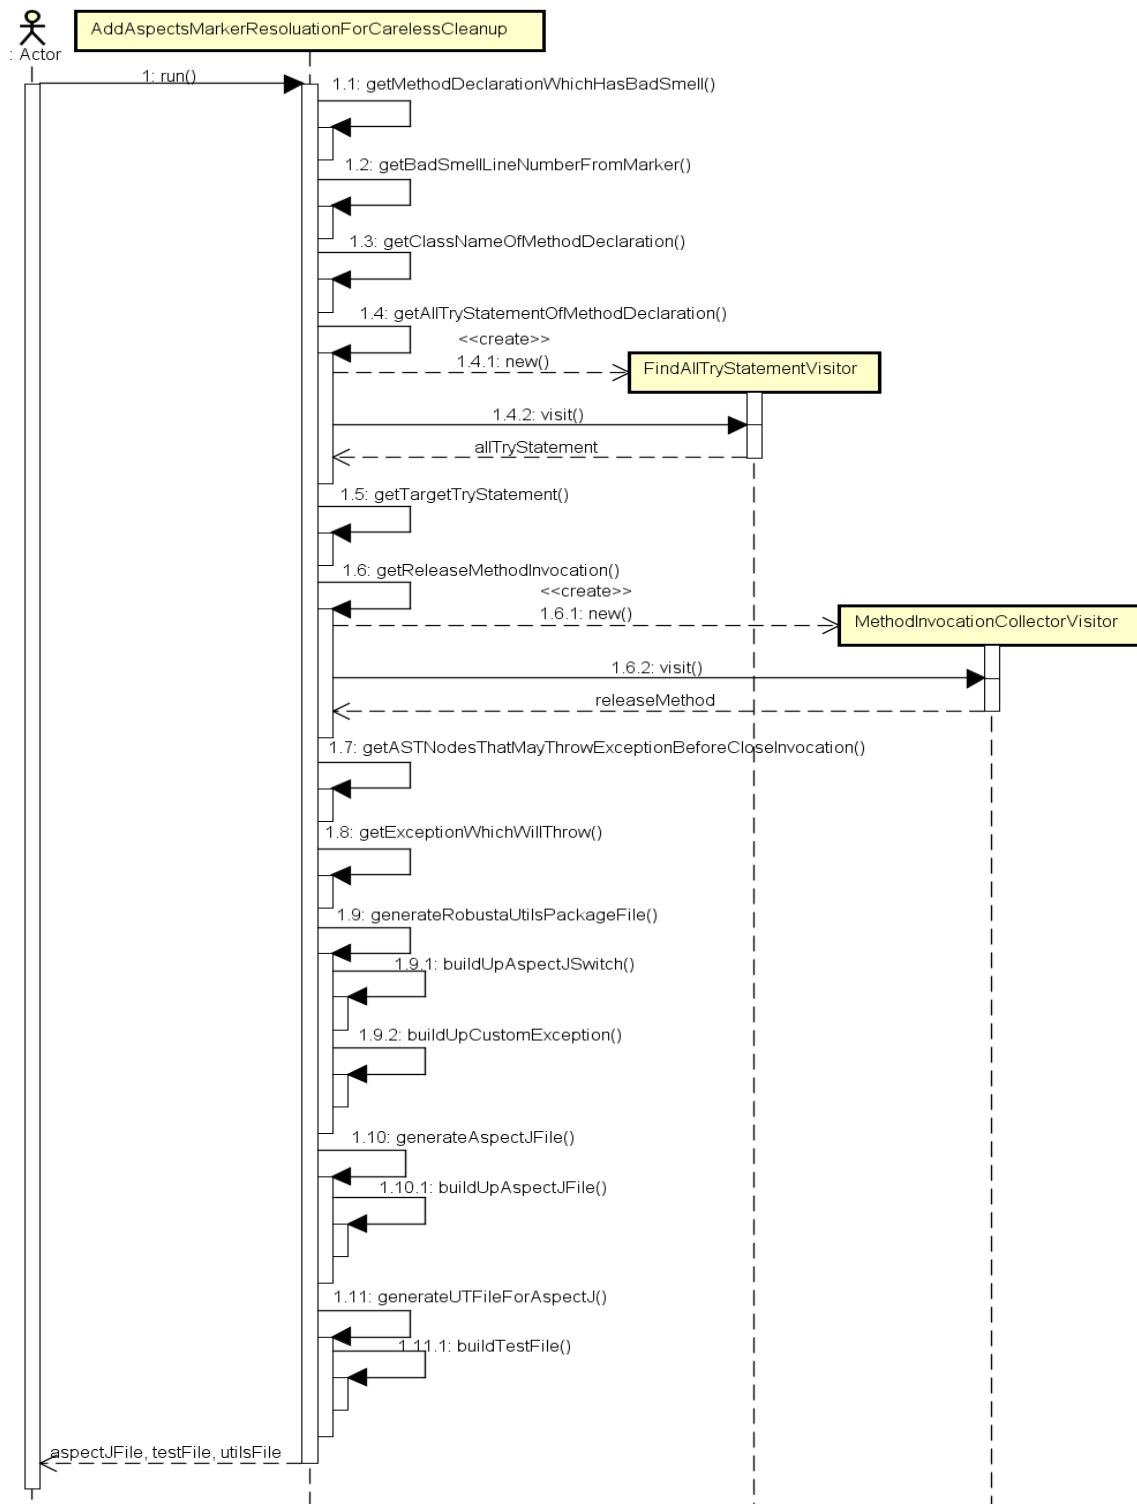 : Actor
AddAspectsMarkerResoluationForCarelessCleanup
1: run()
1.1: getMethodDeclarationWhichHasBadSmell()
1.2: getBadSmellLineNumberFromMarker()
1.3: getClassNameOfMethodDeclaration()
1.4: getAllTryStatementOfMethodDeclaration()
<<create>>
1.4.1: new()
FindAllTryStatementVisitor
1.4.2: visit()
allTryStatement
1.5: getTargetTryStatement()
1.6: getReleaseMethodInvocation()
<<create>>
1.6.1: new()
MethodInvocationCollectorVisitor
1.6.2: visit()
releaseMethod
1.7: getASTNodesThatMayThrowExceptionBeforeCloseInvocation()
1.8: getExceptionWhichWillThrow()
1.9: generateRobustaUtilsPackageFile()
1.9.1: buildUpAspectJSwitch()
1.9.2: buildUpCustomException()
1.10: generateAspectJFile()
1.10.1: buildUpAspectJFile()
1.11: generateUTFileForAspectJ()
1.11.1: buildTestFile()
aspectJFile, testFile, utilsFile